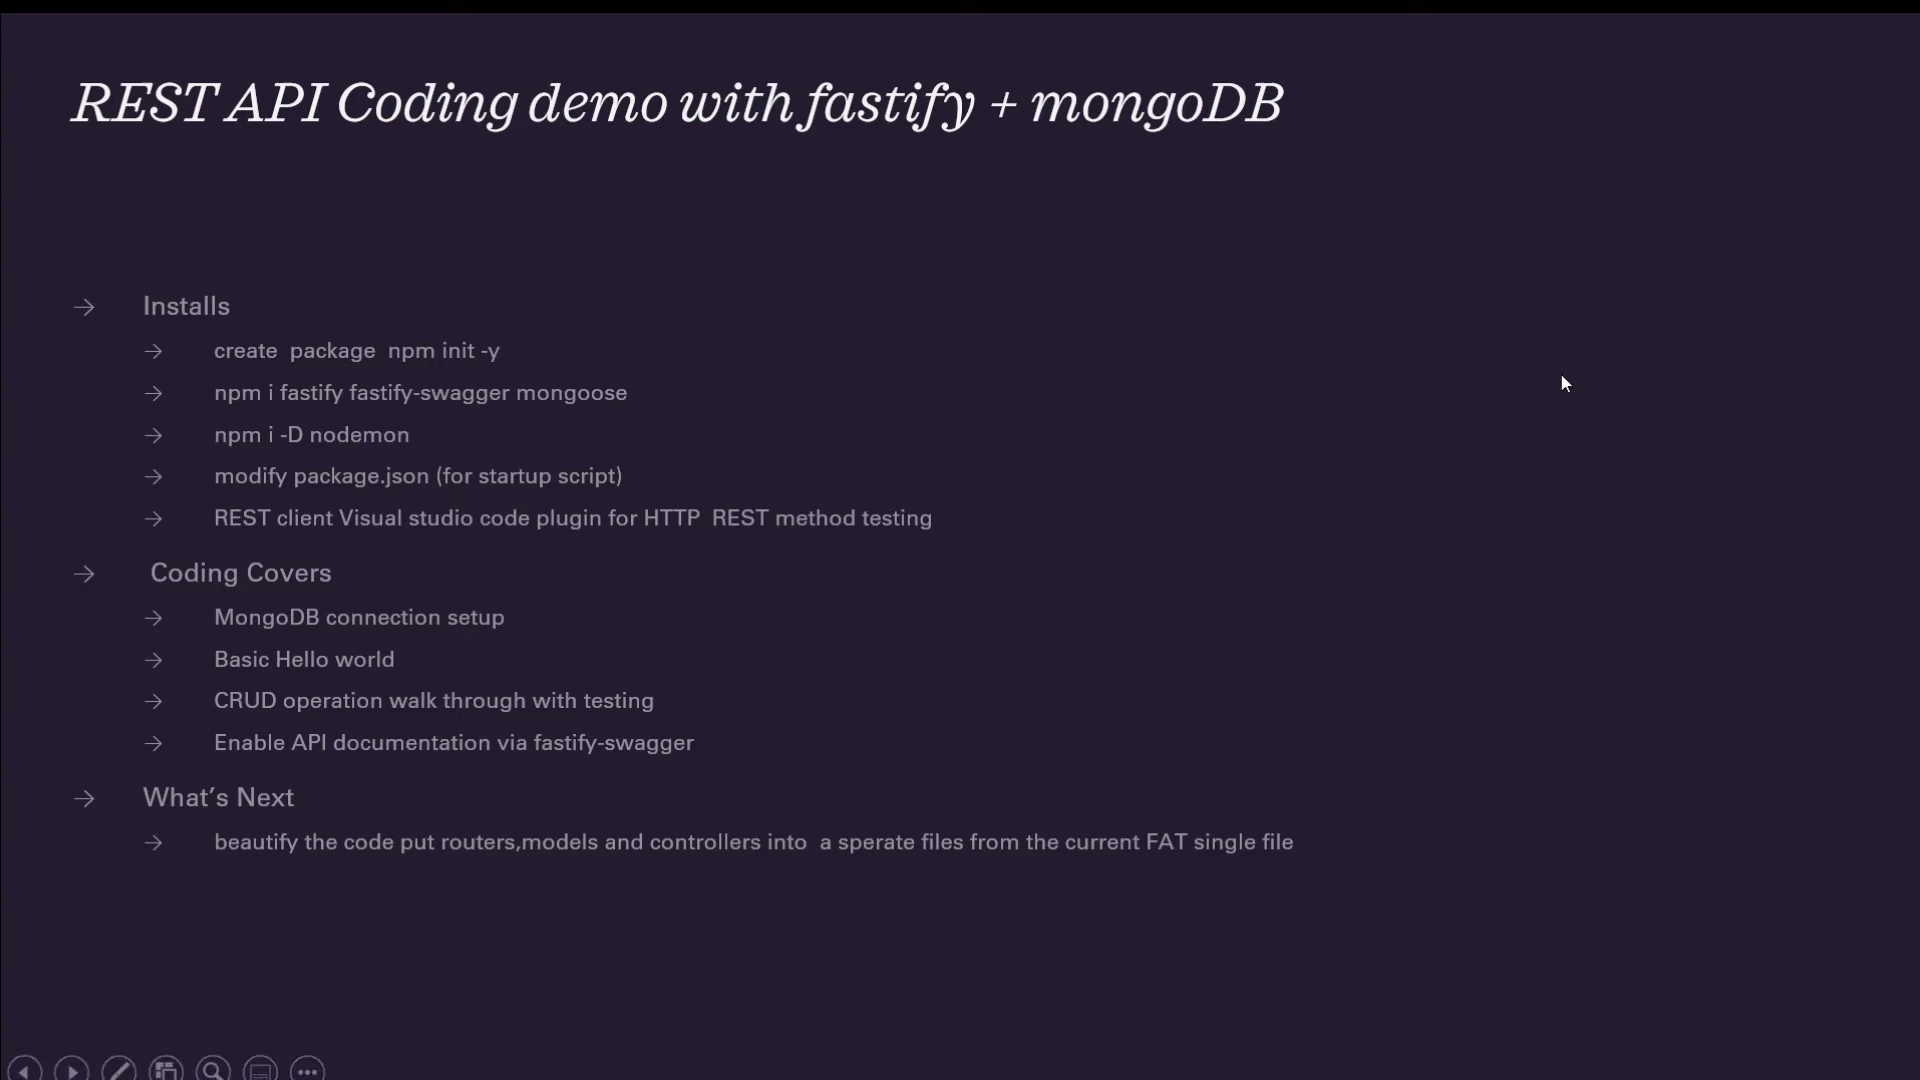 REST API Coding demo with fastify + mongoDB
→ Installs
→ create package npm init -y
→ npm i fastify fastify-swagger mongoose
→ npm i -D nodemon
→ modify package.json (for startup script)
→ REST client Visual studio code plugin for HTTP REST method testing
→ Coding Covers
→ MongoDB connection setup
→ Basic Hello world
→ CRUD operation walk through with testing
→ Enable API documentation via fastify-swagger
→ What's Next
→ beautify the code put routers,models and controllers into a sperate files from the current FAT single file